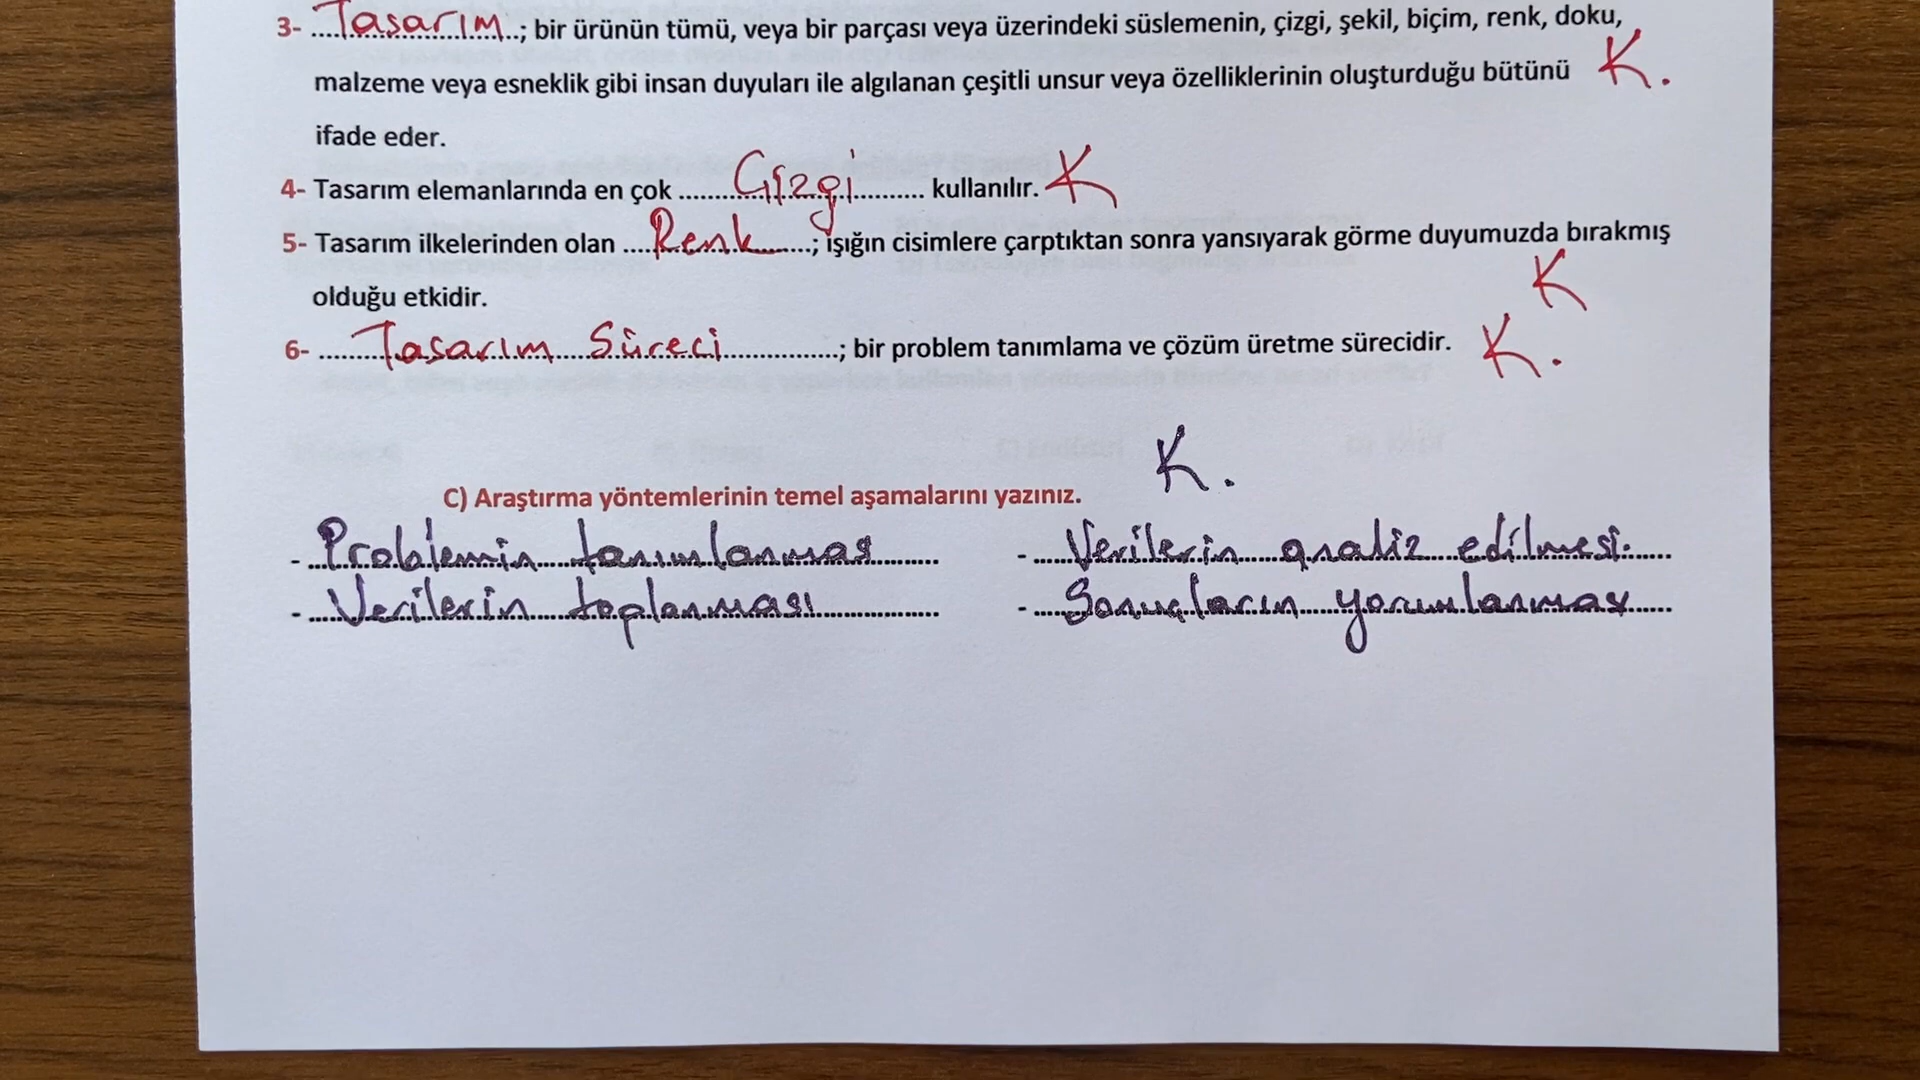 3- ....Tasarım....; bir ürünün tümü, veya bir parçası veya üzerindeki süslemenin, çizgi, şekil, biçim, renk, doku,
malzeme veya esneklik gibi insan duyuları ile algılanan çeşitli unsur veya özelliklerinin oluşturduğu bütünü K.
ifade eder.
4- Tasarım elemanlarında en çok ........Çizgi........ kullanılır. K
5- Tasarım ilkelerinden olan ....Renk....; ışığın cisimlere çarptıktan sonra yansıyarak görme duyumuzda bırakmış
olduğu etkidir. K
6- ........Tasarım Süreci........; bir problem tanımlama ve çözüm üretme sürecidir. K.
C) Araştırma yöntemlerinin temel aşamalarını yazınız. K.
- Problemin tanımlanması - Verilerin analiz edilmesi.
- Verilerin toplanması - Sonuçların yorumlanması